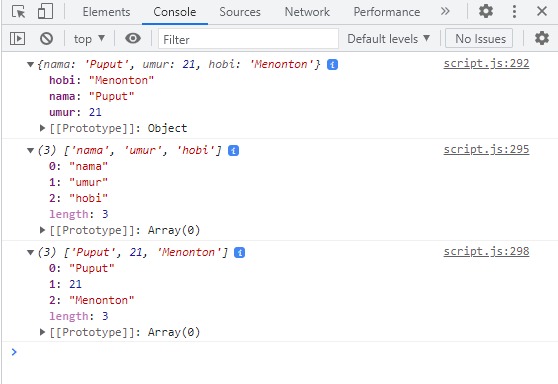 Elements Console Sources Network Performance »
top ▼ Filter Default levels ▼ No Issues
▼{nama: 'Puput', umur: 21, hobi: 'Menonton'} i script.js:292
hobi: "Menonton"
nama: "Puput"
umur: 21
▶[[Prototype]]: Object
▼(3) ['nama', 'umur', 'hobi'] i script.js:295
0: "nama"
1: "umur"
2: "hobi"
length: 3
▶[[Prototype]]: Array(0)
▼(3) ['Puput', 21, 'Menonton'] i script.js:298
0: "Puput"
1: 21
2: "Menonton"
length: 3
▶[[Prototype]]: Array(0)
>